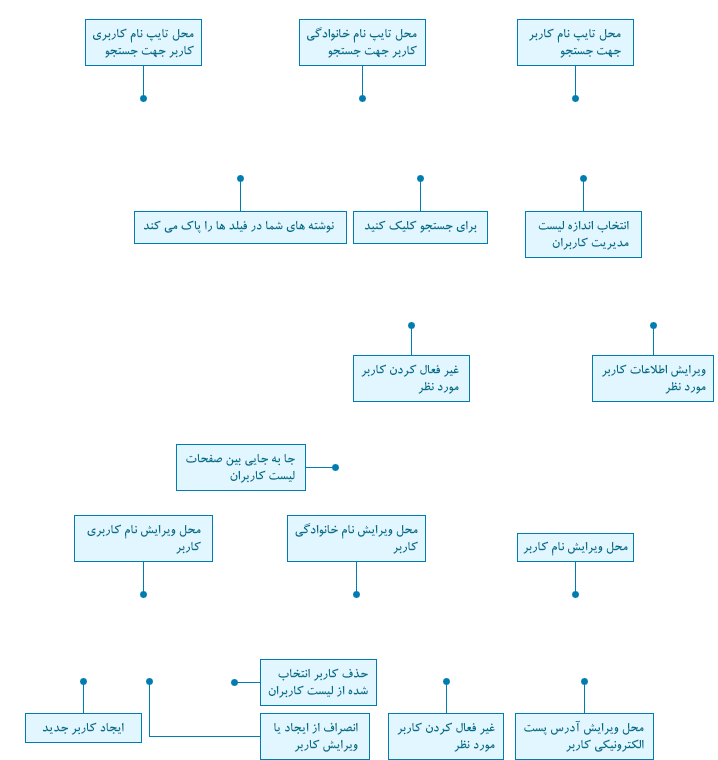 محل تایپ نام کاربر
جهت جستجو
محل تایپ نام خانوادگی
کاربر جهت جستجو
محل تایپ نام کاربری
کاربر جهت جستجو
انتخاب اندازه لیست
مدیریت کاربران
برای جستجو کلیک کنید
نوشته های شما در فیلد ها را پاک می کند
ویرایش اطلاعات کاربر
مورد نظر
غیر فعال کردن کاربر
مورد نظر
جا به جایی بین صفحات
لیست کاربران
محل ویرایش نام کاربر
محل ویرایش نام خانوادگی
کاربر
محل ویرایش نام کاربری
کاربر
حذف کاربر انتخاب
شده از لیست کاربران
محل ویرایش آدرس پست
الکترونیکی کاربر
غیر فعال کردن کاربر
مورد نظر
انصراف از ایجاد یا
ویرایش کاربر
ایجاد کاربر جدید